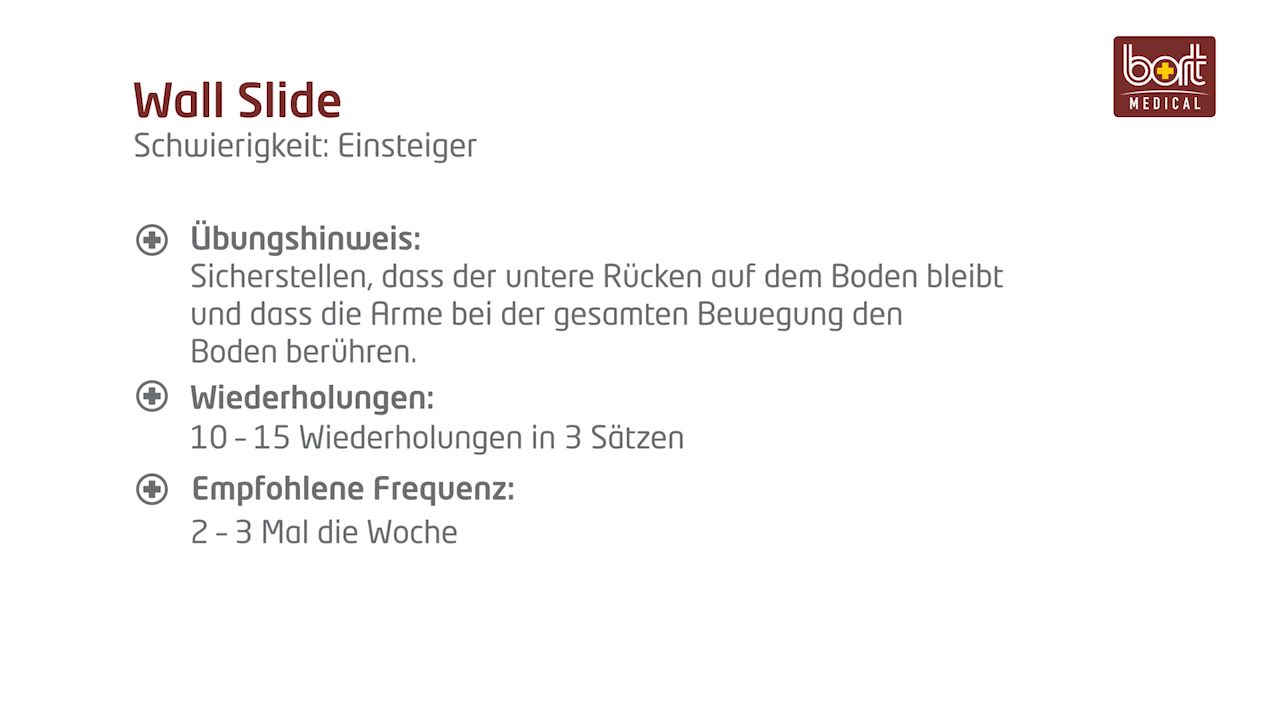 bort
MEDICAL
Wall Slide
Schwierigkeit: Einsteiger
Übungshinweis:
Sicherstellen, dass der untere Rücken auf dem Boden bleibt
und dass die Arme bei der gesamten Bewegung den
Boden berühren.
Wiederholungen:
10 – 15 Wiederholungen in 3 Sätzen
Empfohlene Frequenz:
2 – 3 Mal die Woche